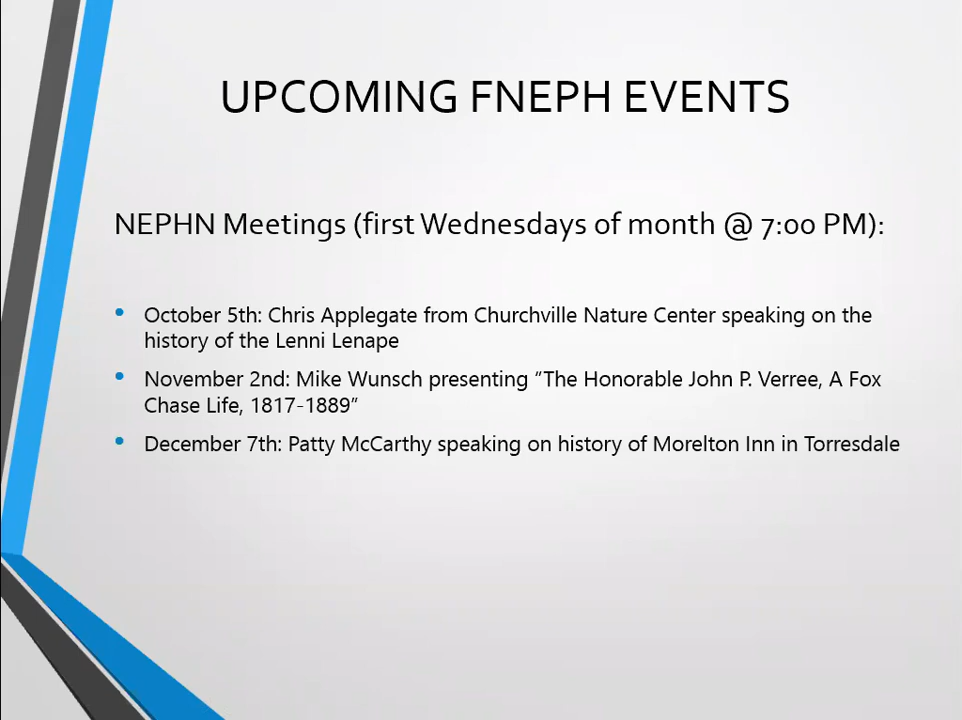 UPCOMING FNEPH EVENTS
NEPHN Meetings (first Wednesdays of month @ 7:00 PM):
• October 5th: Chris Applegate from Churchville Nature Center speaking on the
history of the Lenni Lenape
• November 2nd: Mike Wunsch presenting “The Honorable John P. Verree, A Fox
Chase Life, 1817-1889”
• December 7th: Patty McCarthy speaking on history of Morelton Inn in Torresdale